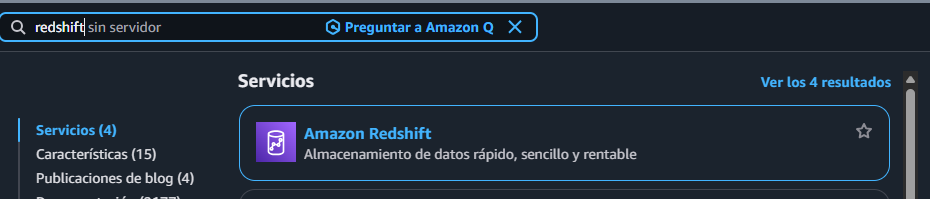 redshift sin servidor
Preguntar a Amazon Q
Servicios
Ver los 4 resultados
Servicios (4)
Características (15)
Publicaciones de blog (4)
Amazon Redshift
Almacenamiento de datos rápido, sencillo y rentable